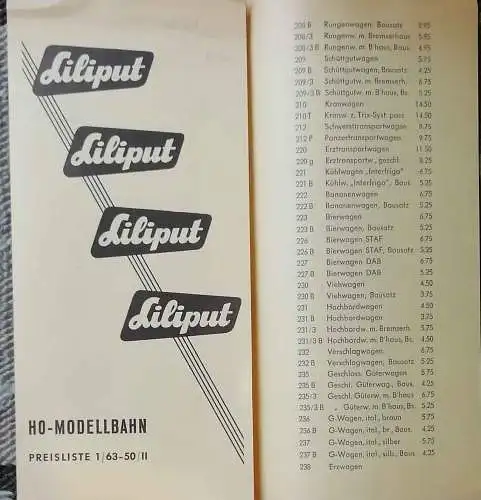 Liliput
Liliput
Liliput
Liliput
HO-MODELLBAHN
PREISLISTE 1/63-50/II
208 B Rungenwagen, Bausatz 3.95
208/3 Rungenw. m. Bremserhaus 5.95
208/3 B Rungenw. m. B'haus, Baus. 4.95
209 Schüttgutwagen 5.75
209 B Schüttgutwagen, Bausatz 4.25
209/3 Schüttgutw. m. Bremserh. 6.75
209/3 B Schüttgutw. m. B'haus, Bs. 5.25
210 Kranwagen 14.50
210 T Kranw. z. Trix-Syst. pass 14.50
212 Schwersttransportwagen 8.75
212 P Panzertransportwagen 9.75
220 Erztransportwagen 11.50
220 g Erztransportw., geschl. 8.25
221 Kühlwagen „Interfrigo" 6.75
221 B Kühlw. „Interfrigo", Baus. 5.25
222 Bananenwagen 6.75
222 B Bananenwagen, Bausatz 5.25
223 Bierwagen 6.75
223 B Bierwagen, Bausatz 5.25
226 Bierwagen STAF 6.75
226 B Bierwagen STAF, Bausatz 5.25
227 Bierwagen DAB 6.75
227 B Bierwagen DAB 5.25
230 Viehwagen 4.50
230 B Viehwagen, Bausatz 3.75
231 Hochbordwagen 4.50
231 B Hochbordwagen 3.75
231/3 Hochbordw. m. Bremserh. 5.25
231/3 B Hochbordw. m. B'haus, Bs. 4.50
232 Verschlagwagen 6.75
232 B Verschlagwagen, Bausatz 5.25
235 Geschloss. Güterwagen 5.25
235 B Geschl. Güterwag., Baus. 4.25
235/3 Geschl. Güterw. m. B'haus 6.75
235/3 B „ Güterw. m. B'haus, Bs. 5.25
236 G-Wagen, ital., braun 5.75
236 B G-Wagen, ital., br., Baus. 4.25
237 G-Wagen, ital., silber 5.75
237 B G-Wagen, ital., silb., Baus. 4.25
238 Erzwagen